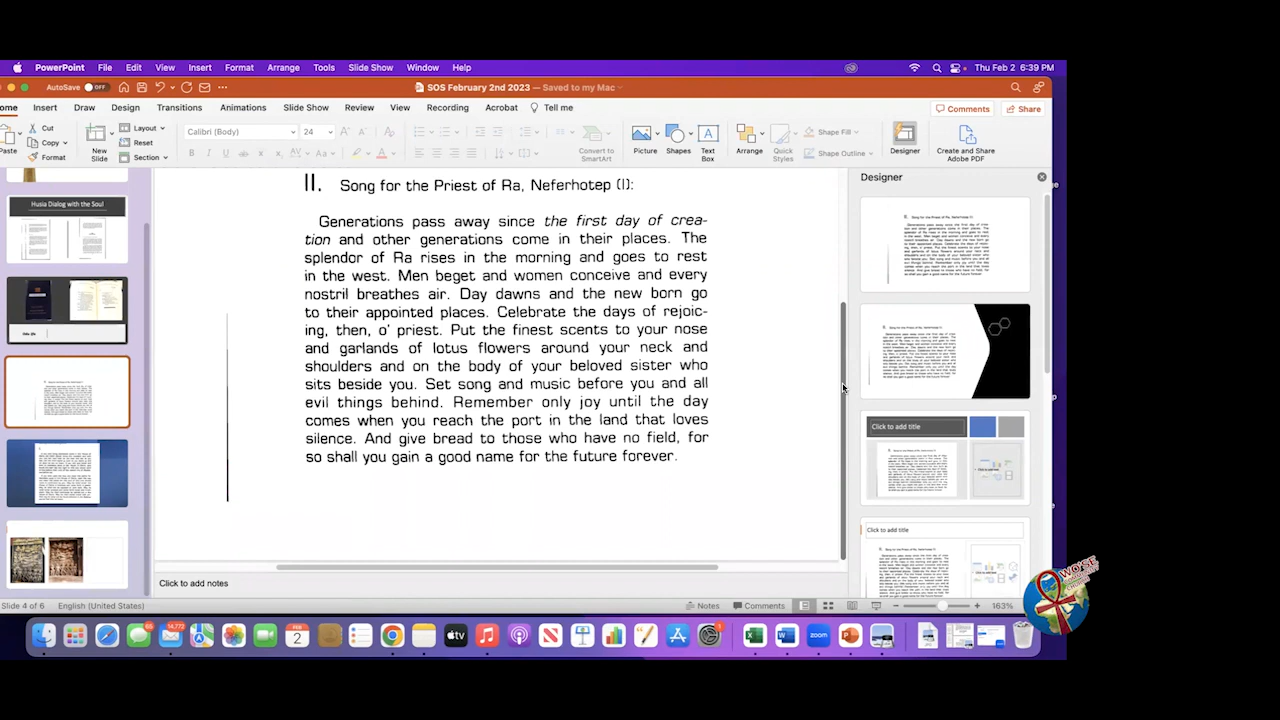 PowerPoint File Edit View Insert Format Arrange Tools Slide Show Window Help Thu Feb 2 6:39 PM
AutoSave OFF SOS February 2nd 2023 — Saved to my Mac
ome Insert Draw Design Transitions Animations Slide Show Review View Recording Acrobat Tell me Comments Share
Paste Cut Copy Format New Slide Layout Reset Section Calibri (Body) 24 Convert to SmartArt Picture Shapes Text Box Arrange Quick Styles Shape Fill Shape Outline Designer Create and Share Adobe PDF
Husia Dialog with the Soul
II. Song for the Priest of Ra, Neferhotep (I):
Generations pass away since the first day of crea-
tion and other generations come in their places. The
splendor of Ra rises in the morning and goes to rest
in the west. Men beget and women conceive and every
nostril breathes air. Day dawns and the new born go
to their appointed places. Celebrate the days of rejoic-
ing, then, o' priest. Put the finest scents to your nose
and garlands of lotus flowers around your neck and
shoulders and on the body of your beloved sister who
sits beside you. Set song and music before you and all
evil things behind. Remember only joy until the day
comes when you reach the port in the land that loves
silence. And give bread to those who have no field, for
so shall you gain a good name for the future forever.
Designer
Click to add title
Click to add title
Click to add notes
Slide 4 of 6 English (United States) Notes Comments 163%
FEB
2
zoom